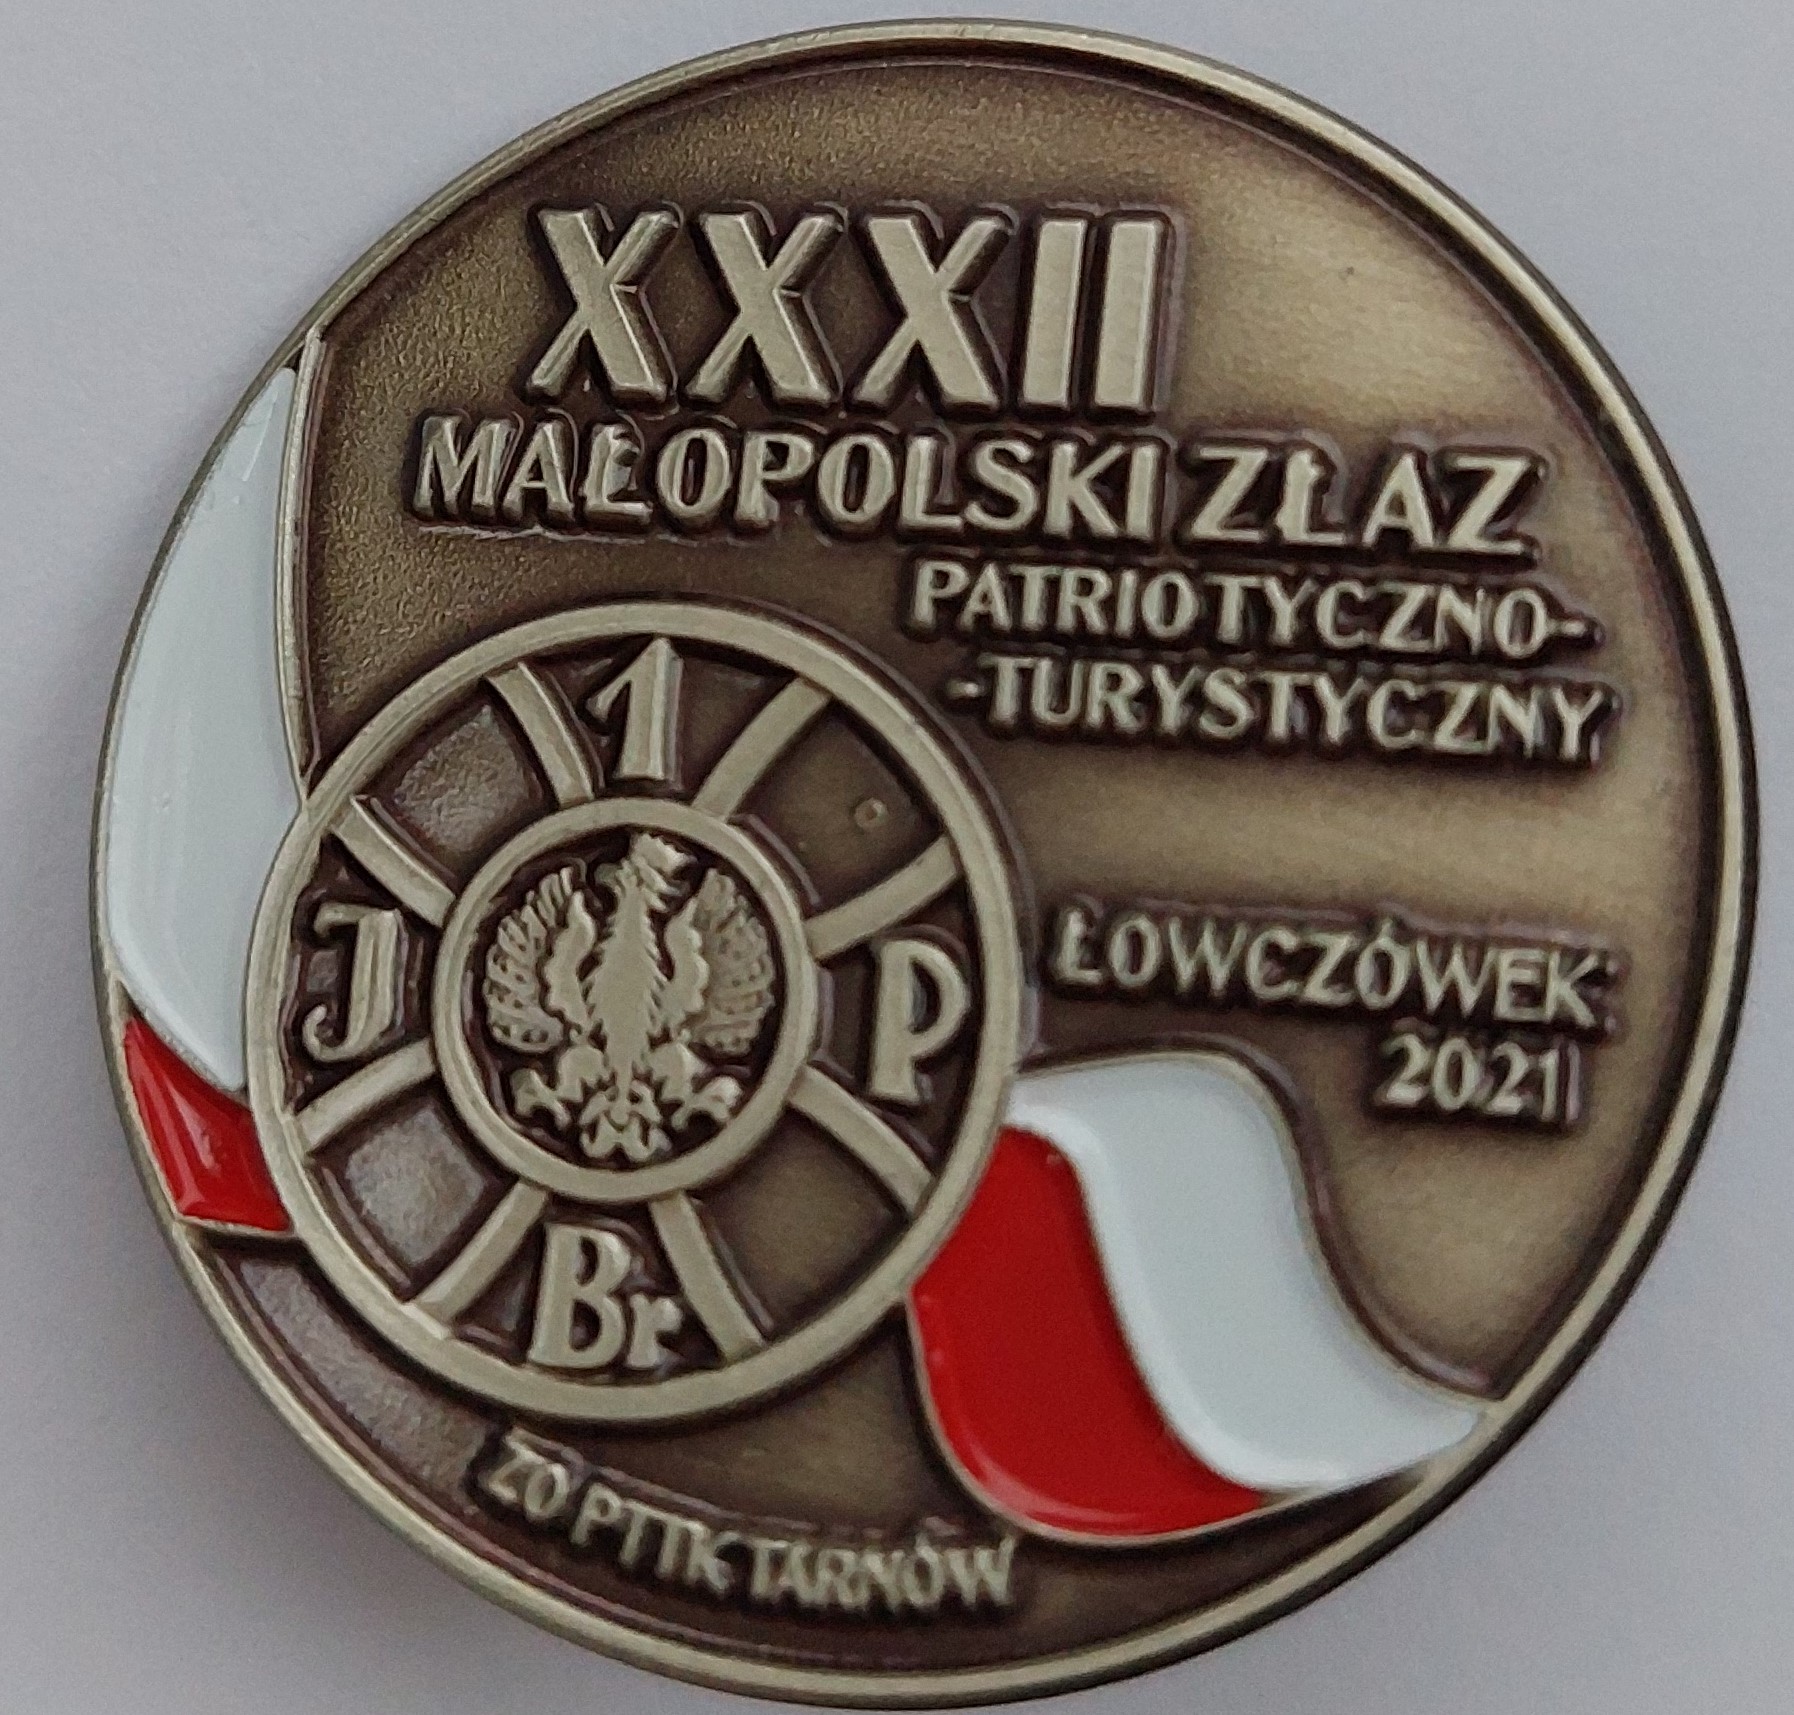 XXXII
MAŁOPOLSKI ZŁAZ
PATRIOTYCZNO-
-TURYSTYCZNY
1
J P
Br
ŁOWCZÓWEK
2021
ZO PTTK TARNÓW